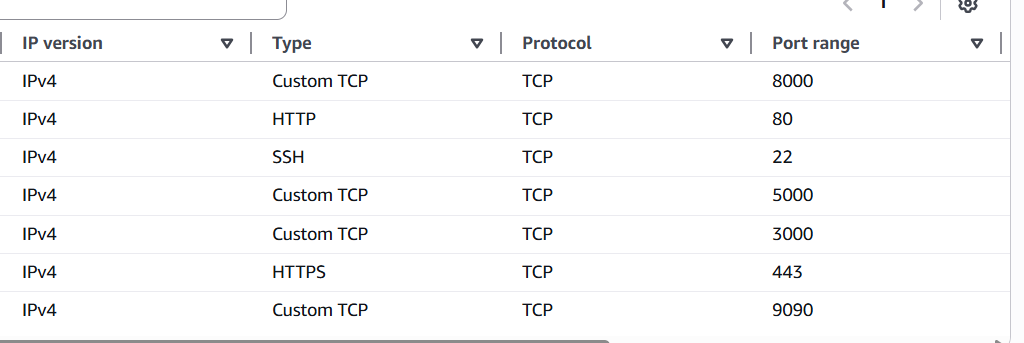 1
IP version Type Protocol Port range
IPv4 Custom TCP TCP 8000
IPv4 HTTP TCP 80
IPv4 SSH TCP 22
IPv4 Custom TCP TCP 5000
IPv4 Custom TCP TCP 3000
IPv4 HTTPS TCP 443
IPv4 Custom TCP TCP 9090